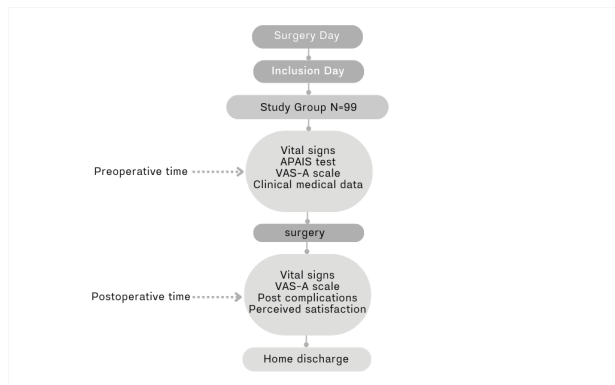 Surgery Day
Inclusion Day
Study Group N=99
Preoperative time
Vital signs
APAIS test
VAS-A scale
Clinical medical data
surgery
Postoperative time
Vital signs
VAS-A scale
Post complications
Perceived satisfaction
Home discharge